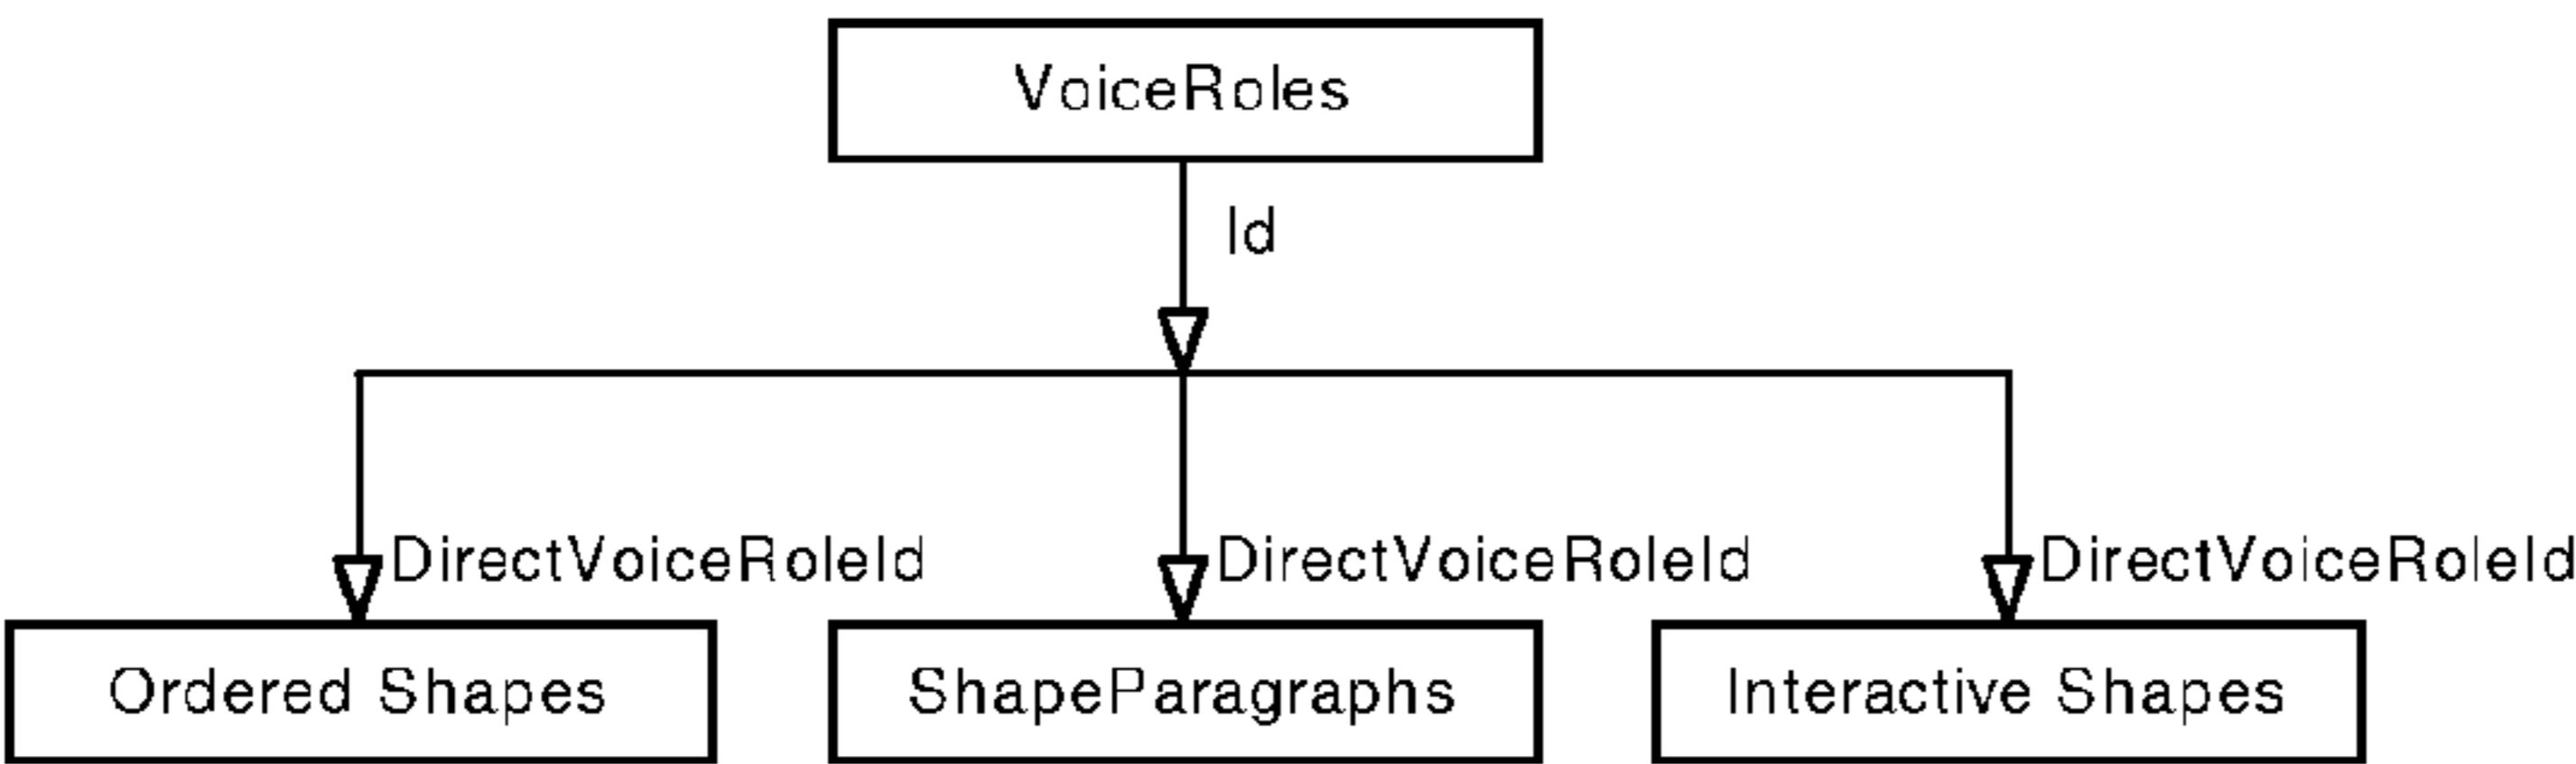 VoiceRoles
Id
DirectVoiceRoleId DirectVoiceRoleId DirectVoiceRoleId
Ordered Shapes ShapeParagraphs Interactive Shapes